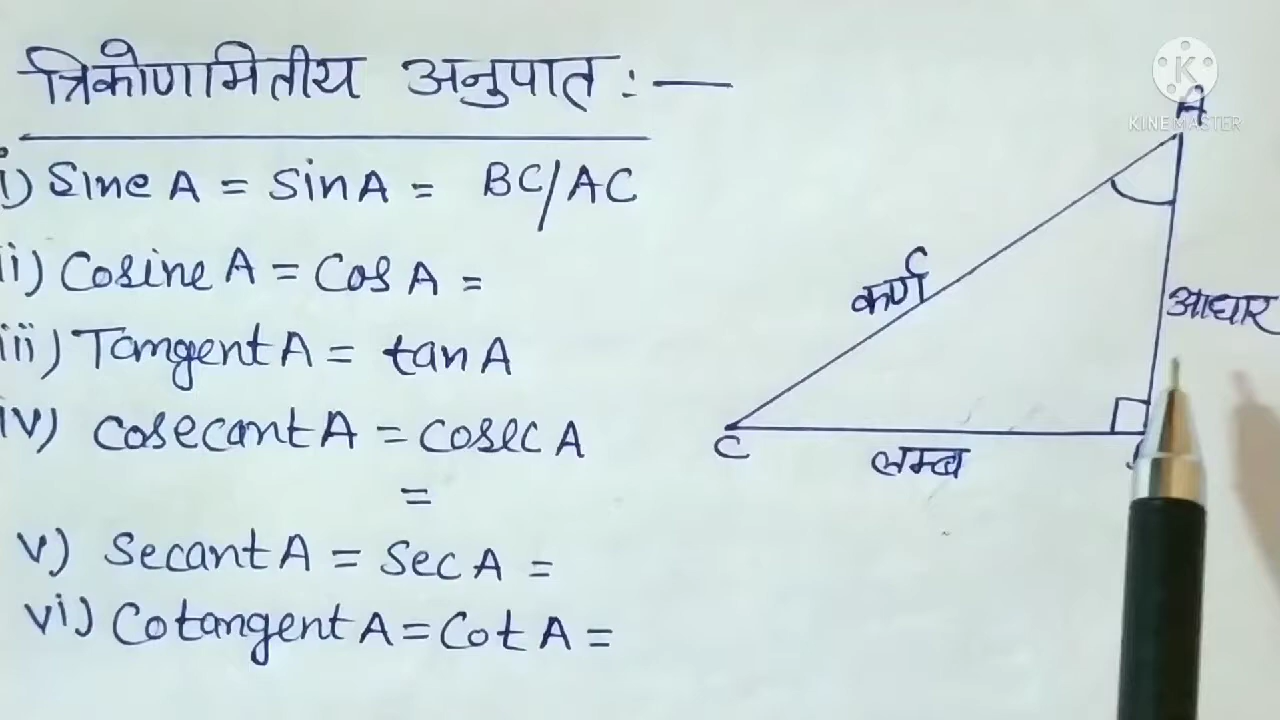 त्रिकोणमितीय अनुपात :—
i) Sine A = Sin A = BC/AC
ii) Cosine A = Cos A =
iii) Tangent A = tan A
iv) Cosecant A = Cosec A
=
v) Secant A = Sec A =
vi) Cotangent A = Cot A =
K
KINEMASTER
A
कर्ण
आधार
C
लम्ब